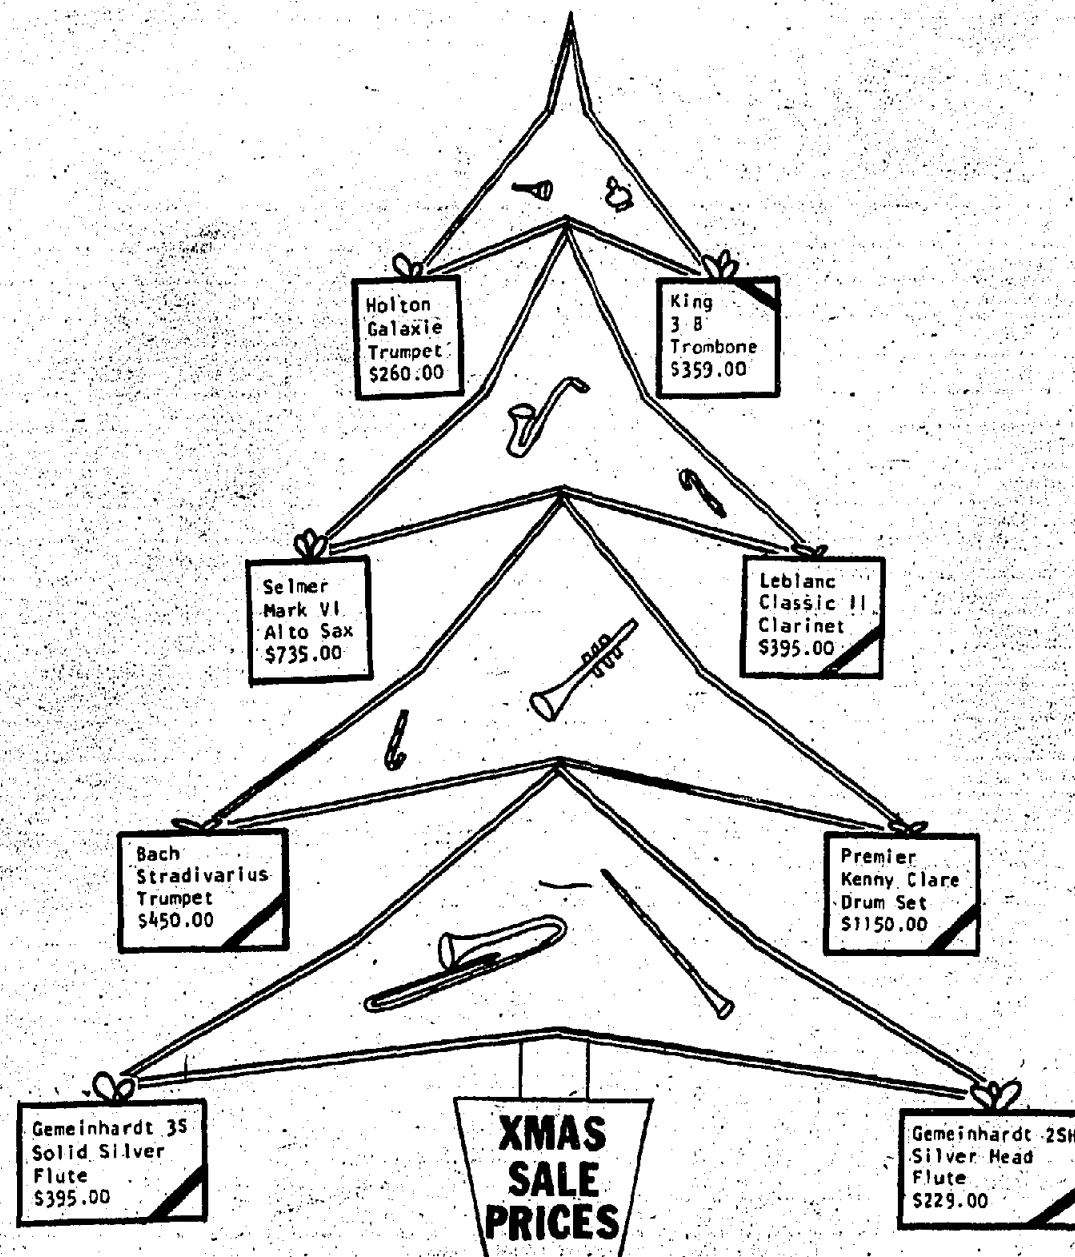 Holton
Galaxie
Trumpet
$260.00
King
3 B
Trombone
$359.00
Selmer
Mark VI
Alto Sax
$735.00
Leblanc
Classic II
Clarinet
$395.00
Bach
Stradivarius
Trumpet
$450.00
Premier
Kenny Clare
Drum Set
$1150.00
Gemeinhardt 3S
Solid Silver
Flute
$395.00
Gemeinhardt 2SH
Silver Head
Flute
$229.00
XMAS
SALE
PRICES